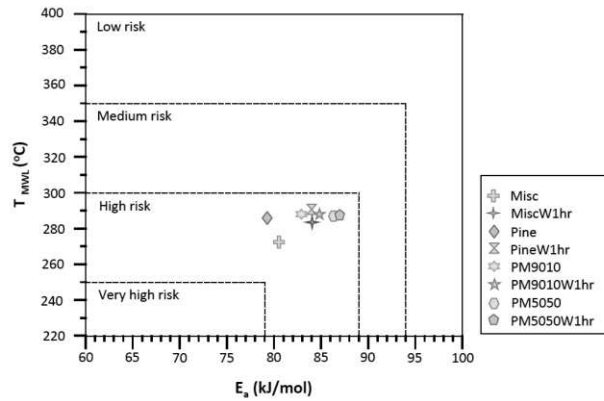 400
Low risk
380
360
Medium risk
340
320
300
High risk
280
260
Very high risk
240
220
60 65 70 75 80 85 90 95 100
T MWL (°C)
Ea (kJ/mol)
Misc
MiscW1hr
Pine
PineW1hr
PM9010
PM9010W1hr
PM5050
PM5050W1hr